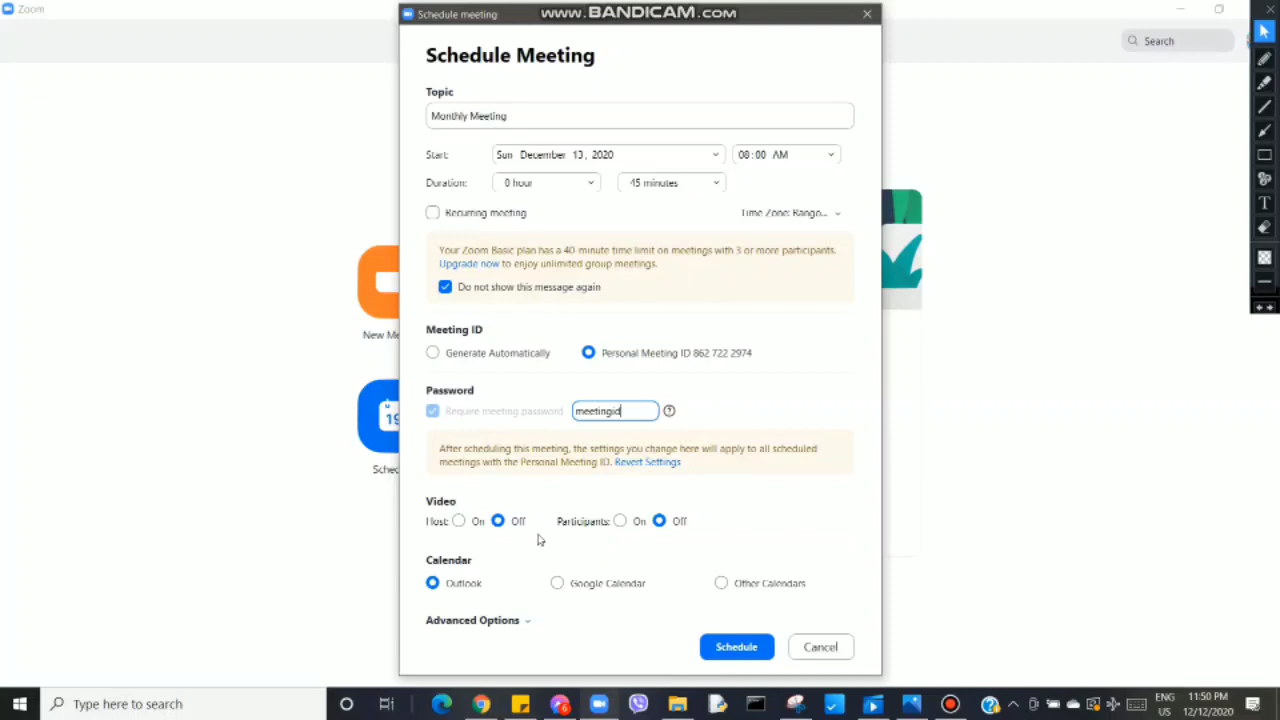 Zoom
Schedule meeting
www.BANDICAM.com
Search
Schedule Meeting
Topic
Monthly Meeting
Start:
Sun December 13, 2020
08:00 AM
Duration:
0 hour
45 minutes
Recurring meeting
Time Zone: Rango...
Your Zoom Basic plan has a 40-minute time limit on meetings with 3 or more participants.
Upgrade now to enjoy unlimited group meetings.
Do not show this message again
New Me
Meeting ID
Generate Automatically
Personal Meeting ID 862 722 2974
Password
Require meeting password
meetingid
19
After scheduling this meeting, the settings you change here will apply to all scheduled
meetings with the Personal Meeting ID. Revert Settings
Sched
Video
Host: On Off Participants: On Off
Calendar
Outlook
Google Calendar
Other Calendars
Advanced Options
Schedule
Cancel
Type here to search
6
ENG
US
11:50 PM
12/12/2020